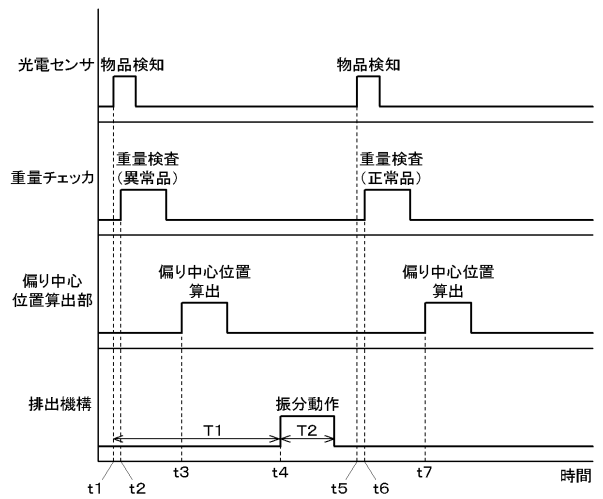 光電センサ
物品検知
物品検知
重量チェッカ
重量検査
(異常品)
重量検査
(正常品)
偏り中心
位置算出部
偏り中心位置
算出
偏り中心位置
算出
排出機構
振分動作
T1
T2
t1
t2
t3
t4
t5
t6
t7
時間